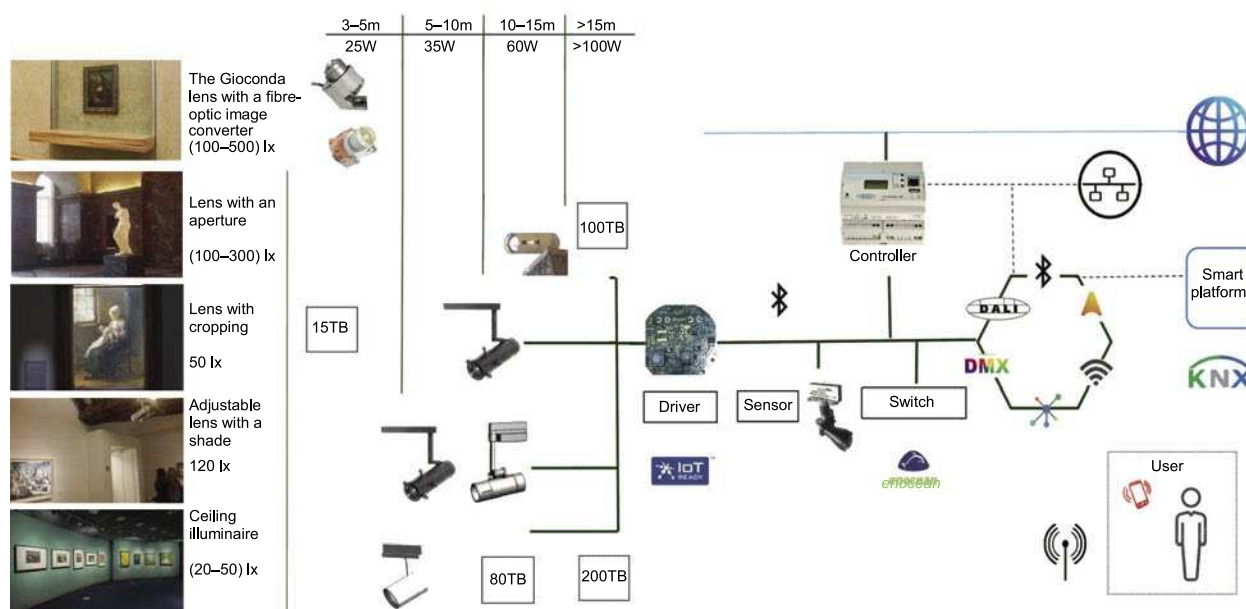 3–5m 5–10m 10–15m >15m
25W 35W 60W >100W
The Gioconda
lens with a fibre-
optic image
converter
(100–500) lx
Lens with an
aperture
(100–300) lx
100TB
Controller
Lens with
cropping
50 lx
15TB
DALI
Smart
platform
DMX
KNX
Adjustable
lens with a
shade
120 lx
Driver
Sensor
Switch
IoT
READY
TM
enocean
enocean
User
Ceiling
illuminaire
(20–50) lx
80TB
200TB